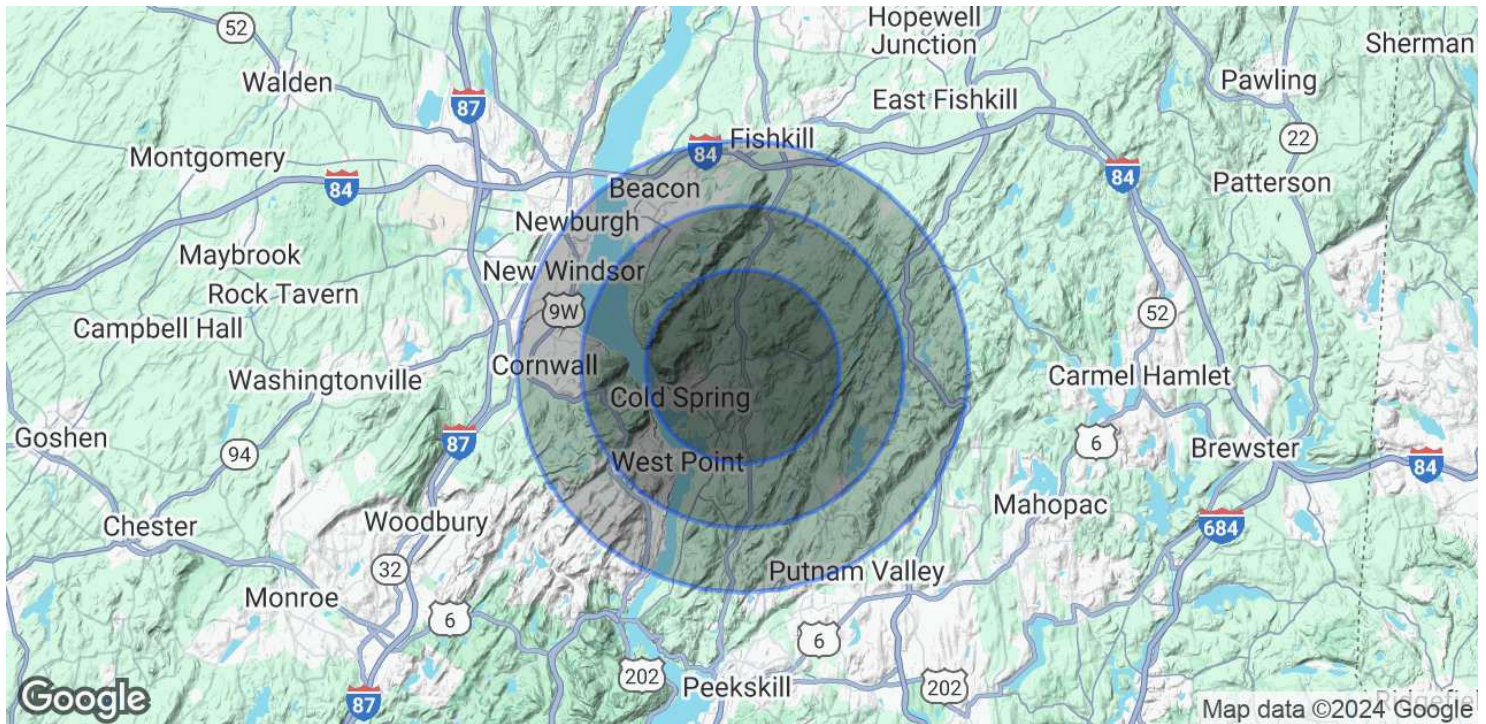 52
Hopewell
Junction
Sherman
Walden
87
Pawling
East Fishkill
22
Fishkill
84
Montgomery
84
84
Beacon
Patterson
Newburgh
Maybrook
New Windsor
Rock Tavern
9W
52
Campbell Hall
Cornwall
Washingtonville
Carmel Hamlet
Cold Spring
Goshen
87
6
94
Brewster
West Point
84
Mahopac
Chester
Woodbury
684
32
Putnam Valley
Monroe
6
6
202
Peekskill
202
87
Google
Ridgefiel
Map data ©2024 Google